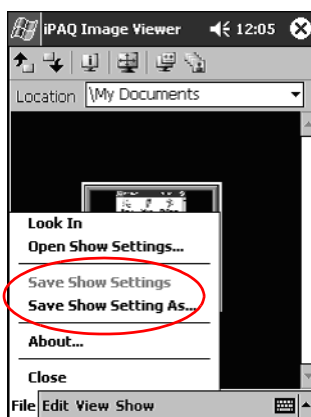 iPAQ Image Viewer 12:05
Location \My Documents
Look In
Open Show Settings...
Save Show Settings
Save Show Setting As...
About...
Close
File Edit View Show